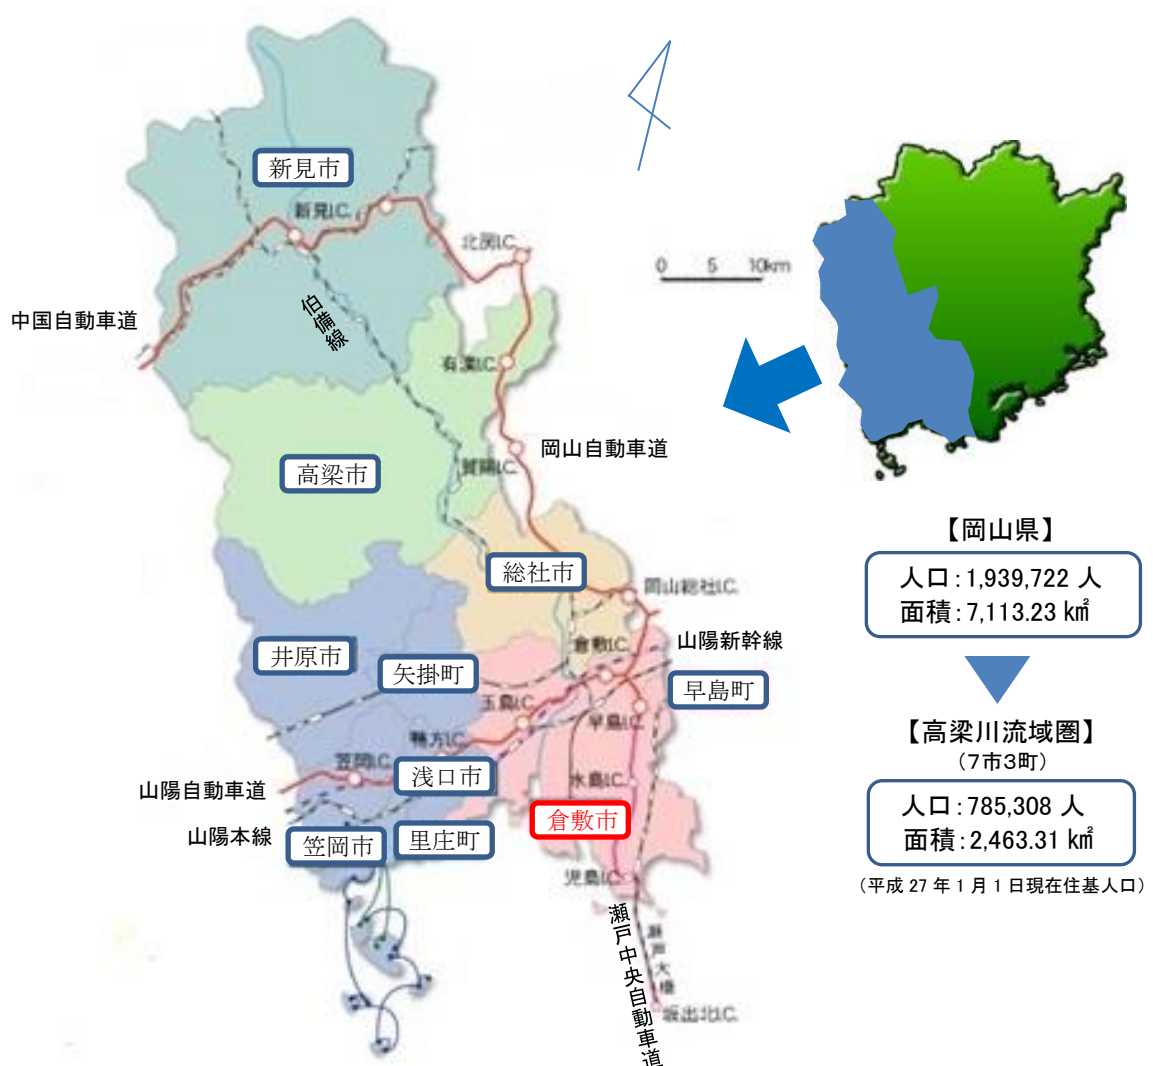 新見市
新見I.C.
北房I.C.
0 5 10km
中国自動車道
伯備線
有漢I.C.
岡山自動車道
賀陽I.C.
高梁市
【岡山県】
人口：1,939,722 人
面積：7,113.23 ㎢
総社市
岡山総社I.C.
井原市
矢掛町
倉敷I.C.
山陽新幹線
早島町
玉島I.C.
早島I.C.
鴨方I.C.
【高梁川流域圏】
（７市３町）
人口：785,308 人
面積：2,463.31 ㎢
（平成 27 年 1 月 1 日現在住基人口）
笠岡I.C.
浅口市
水島I.C.
山陽自動車道
山陽本線
笠岡市
里庄町
倉敷市
児島I.C.
瀬戸中央自動車道
瀬戸大橋
坂出北I.C.